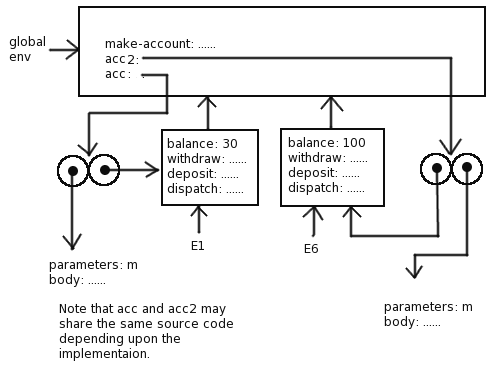 global
env
make-account: ......
acc2:
acc:
balance: 30
withdraw: ......
deposit: ......
dispatch: ......
balance: 100
withdraw: ......
deposit: ......
dispatch: ......
E1
E6
parameters: m
body: ......
parameters: m
body: ......
Note that acc and acc2 may
share the same source code
depending upon the
implementaion.